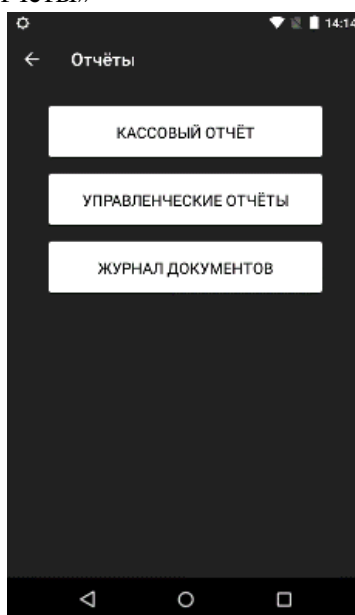 14:14
Отчёты
КАССОВЫЙ ОТЧЁТ
УПРАВЛЕНЧЕСКИЕ ОТЧЁТЫ
ЖУРНАЛ ДОКУМЕНТОВ